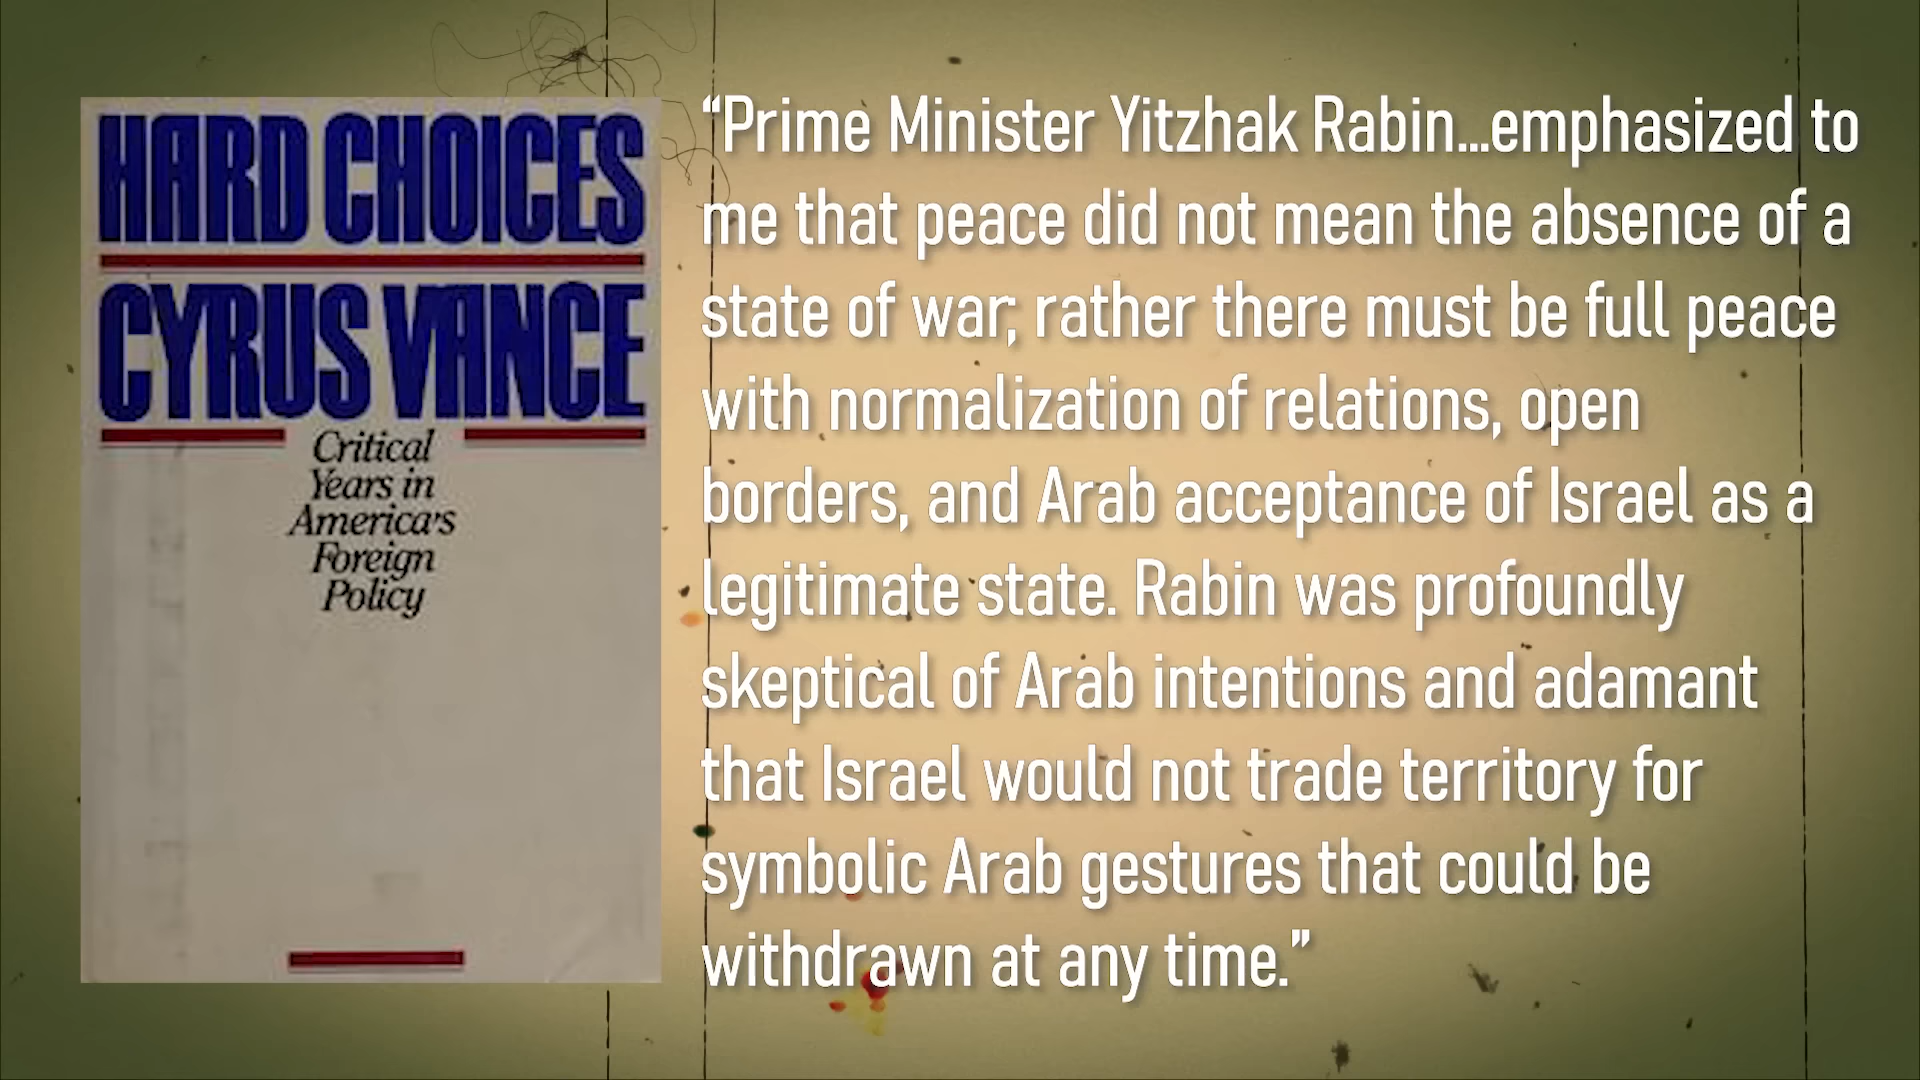 HARD CHOICES
CYRUS VANCE
Critical
Years in
America's
Foreign
Policy
“Prime Minister Yitzhak Rabin...emphasized to
me that peace did not mean the absence of a
state of war; rather there must be full peace
with normalization of relations, open
borders, and Arab acceptance of Israel as a
legitimate state. Rabin was profoundly
skeptical of Arab intentions and adamant
that Israel would not trade territory for
symbolic Arab gestures that could be
withdrawn at any time.”